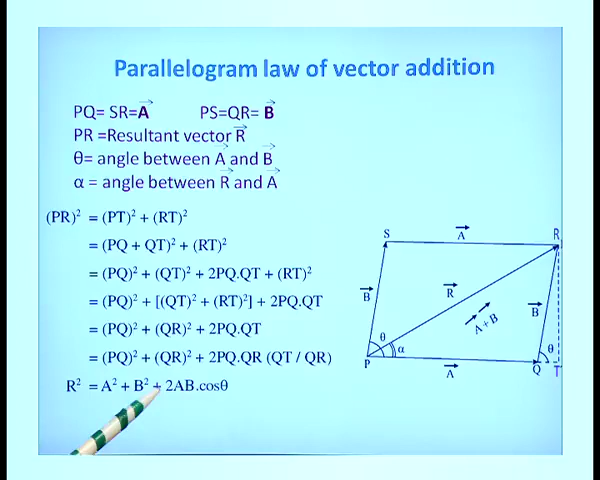 Parallelogram law of vector addition
PQ= SR=A⃗ PS=QR= B⃗
PR =Resultant vector R⃗
θ= angle between A⃗ and B⃗
α = angle between R⃗ and A⃗
(PR)² = (PT)² + (RT)²
= (PQ + QT)² + (RT)²
= (PQ)² + (QT)² + 2PQ.QT + (RT)²
= (PQ)² + [(QT)² + (RT)²] + 2PQ.QT
= (PQ)² + (QR)² + 2PQ.QT
= (PQ)² + (QR)² + 2PQ.QR (QT / QR)
R² = A² + B² + 2AB.cosθ
S A⃗ R
B⃗ R⃗ A⃗+B⃗ B⃗
θ α θ
P A⃗ Q T